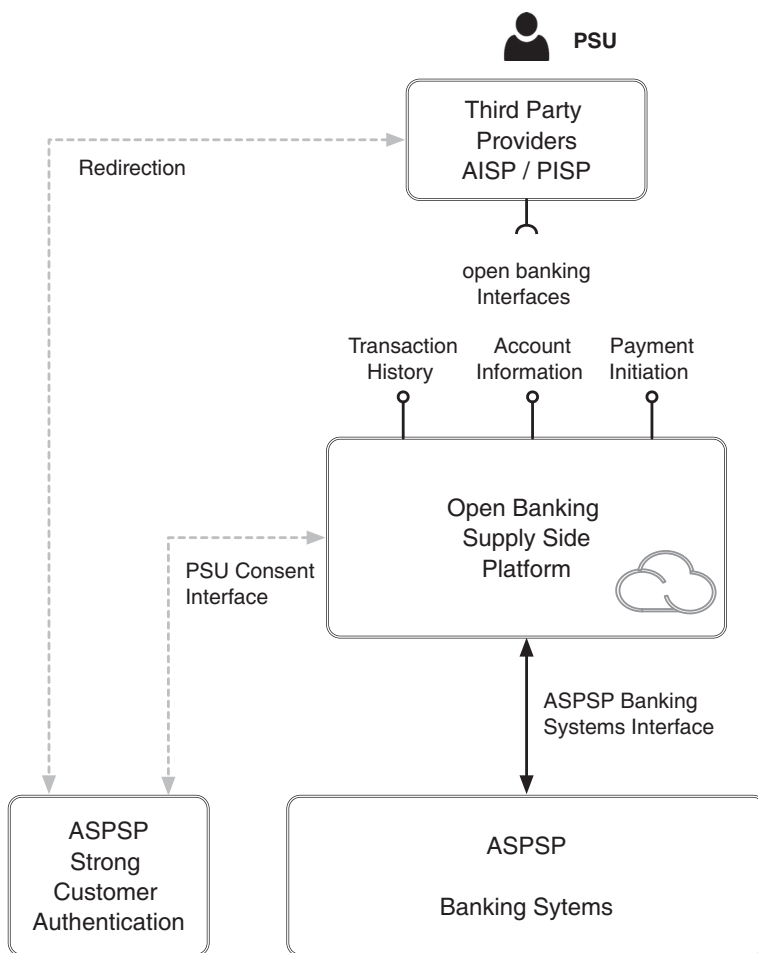 PSU
Third Party
Providers
AISP / PISP
Redirection
open banking
Interfaces
Transaction
History
Account
Information
Payment
Initiation
Open Banking
Supply Side
Platform
PSU Consent
Interface
ASPSP Banking
Systems Interface
ASPSP
Strong
Customer
Authentication
ASPSP
Banking Sytems